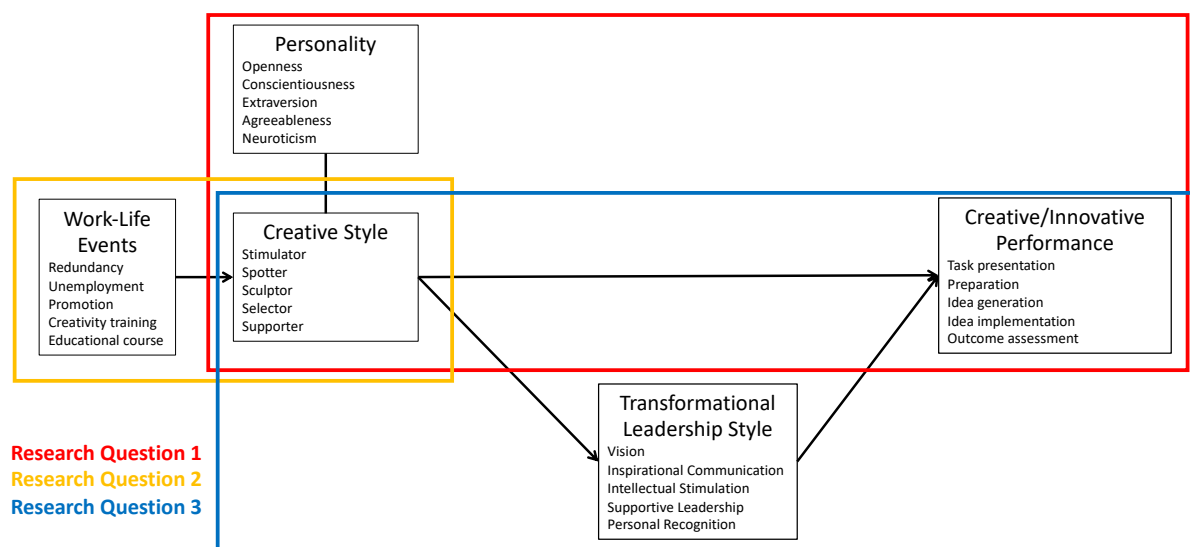 Personality
Openness
Conscientiousness
Extraversion
Agreeableness
Neuroticism
Work-Life
Events
Redundancy
Unemployment
Promotion
Creativity training
Educational course
Creative Style
Stimulator
Spotter
Sculptor
Selector
Supporter
Creative/Innovative
Performance
Task presentation
Preparation
Idea generation
Idea implementation
Outcome assessment
Transformational
Leadership Style
Vision
Inspirational Communication
Intellectual Stimulation
Supportive Leadership
Personal Recognition
Research Question 1
Research Question 2
Research Question 3